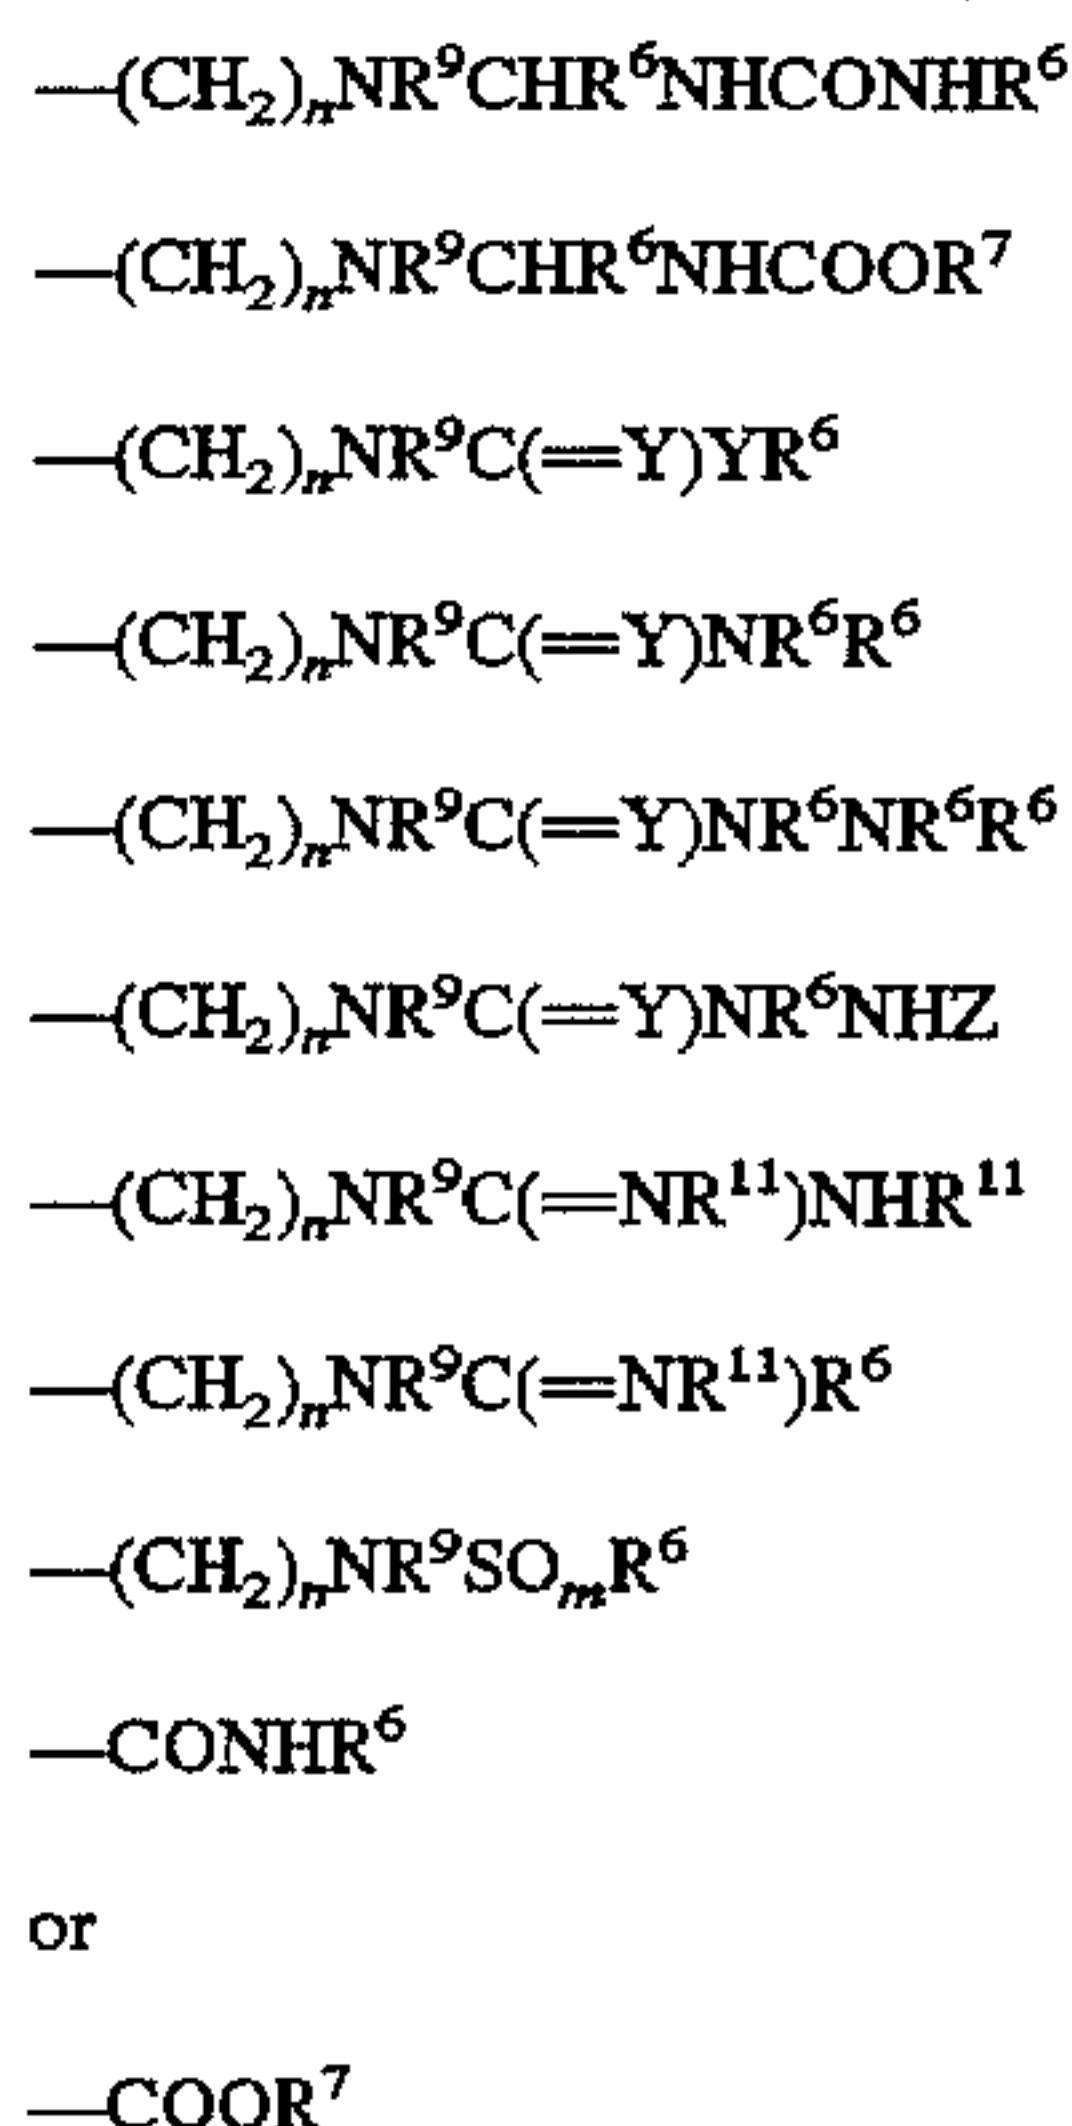 —(CH₂)ₙNR⁹CHR⁶NHCONHR⁶
—(CH₂)ₙNR⁹CHR⁶NHCOOR⁷
—(CH₂)ₙNR⁹C(=Y)YR⁶
—(CH₂)ₙNR⁹C(=Y)NR⁶R⁶
—(CH₂)ₙNR⁹C(=Y)NR⁶NR⁶R⁶
—(CH₂)ₙNR⁹C(=Y)NR⁶NHZ
—(CH₂)ₙNR⁹C(=NR¹¹)NHR¹¹
—(CH₂)ₙNR⁹C(=NR¹¹)R⁶
—(CH₂)ₙNR⁹SOₘR⁶
—CONHR⁶
or
—COOR⁷